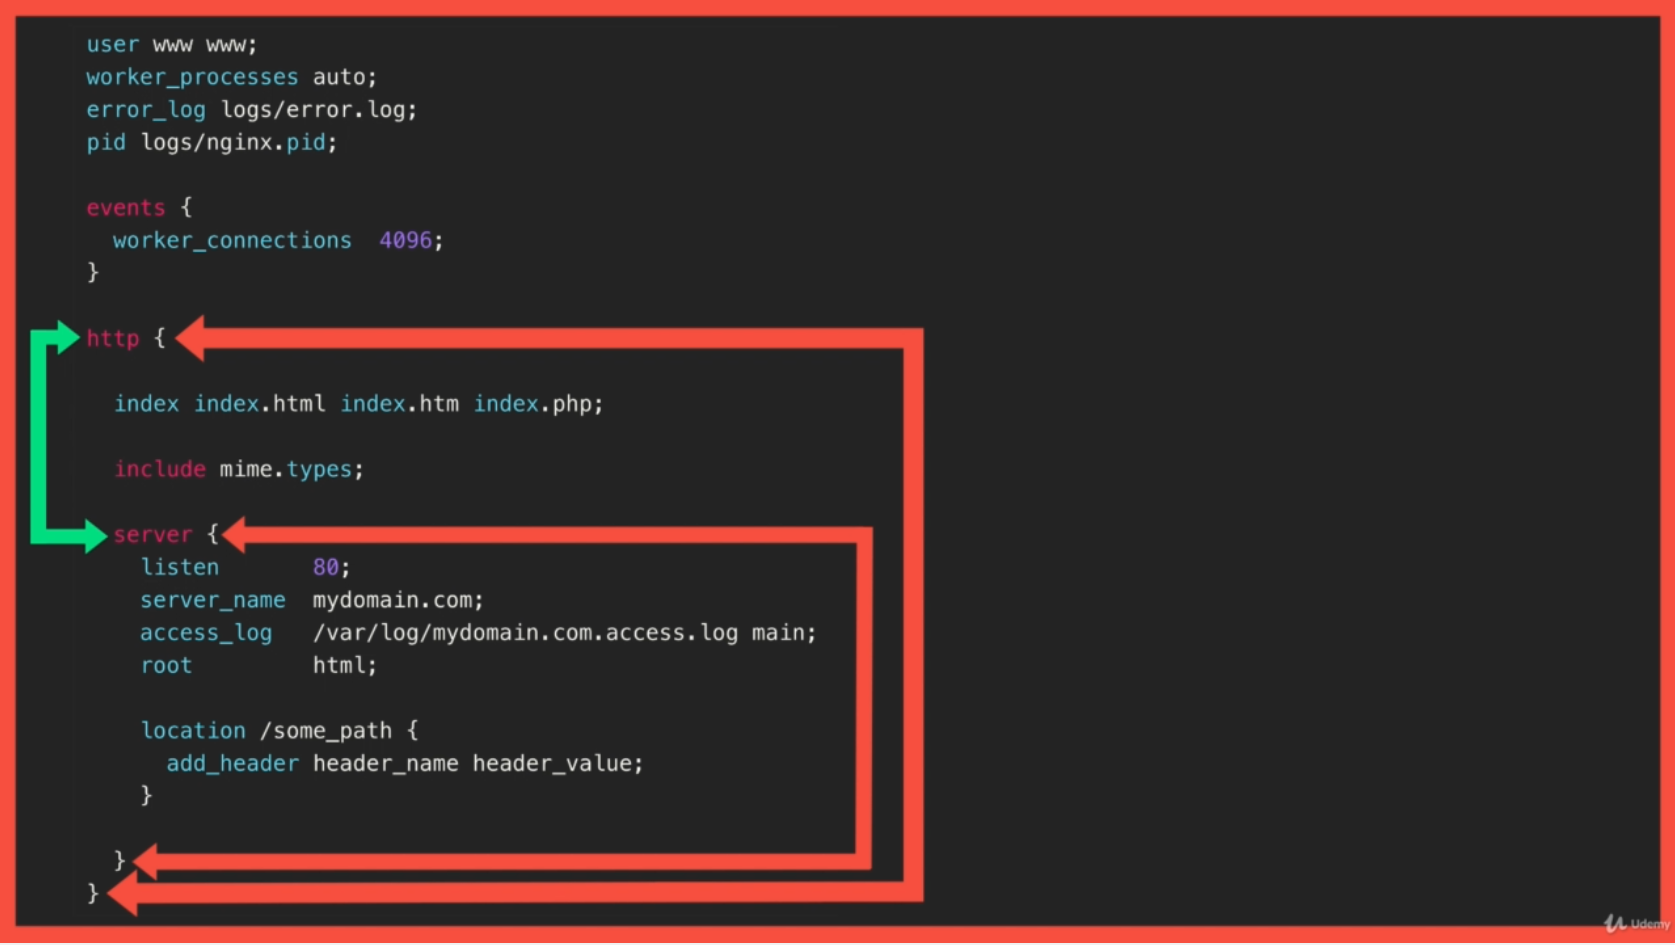 user www www;
worker_processes auto;
error_log logs/error.log;
pid logs/nginx.pid;
events {
  worker_connections  4096;
}
http {
  index index.html index.htm index.php;
  include mime.types;
  server {
    listen       80;
    server_name  mydomain.com;
    access_log   /var/log/mydomain.com.access.log main;
    root         html;
    location /some_path {
      add_header header_name header_value;
    }
  }
}
Udemy